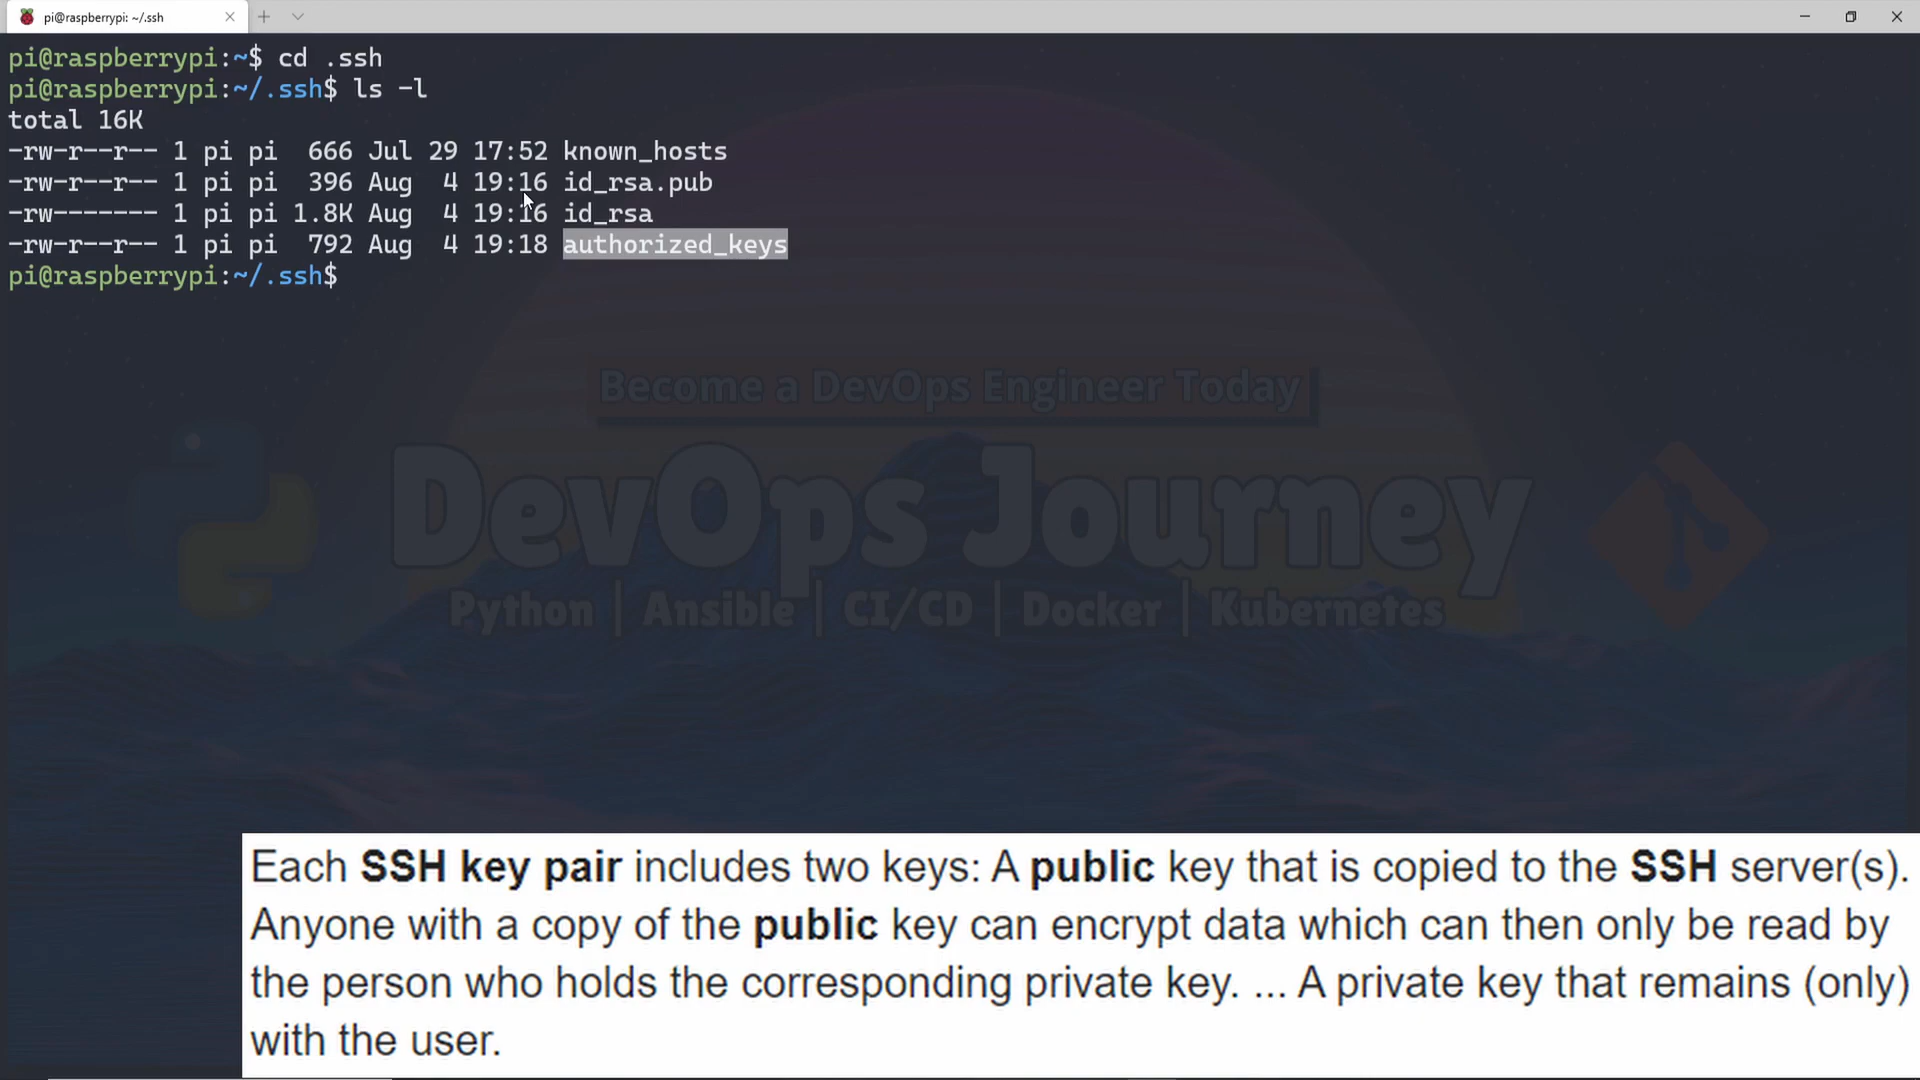 pi@raspberrypi: ~/.ssh
pi@raspberrypi:~$ cd .ssh
pi@raspberrypi:~/.ssh$ ls -l
total 16K
-rw-r--r-- 1 pi pi  666 Jul 29 17:52 known_hosts
-rw-r--r-- 1 pi pi  396 Aug  4 19:16 id_rsa.pub
-rw------- 1 pi pi 1.8K Aug  4 19:16 id_rsa
-rw-r--r-- 1 pi pi  792 Aug  4 19:18 authorized_keys
pi@raspberrypi:~/.ssh$
Become a DevOps Engineer Today
DevOps Journey
Python | Ansible | CI/CD | Docker | Kubernetes
Each SSH key pair includes two keys: A public key that is copied to the SSH server(s).
Anyone with a copy of the public key can encrypt data which can then only be read by
the person who holds the corresponding private key. ... A private key that remains (only)
with the user.